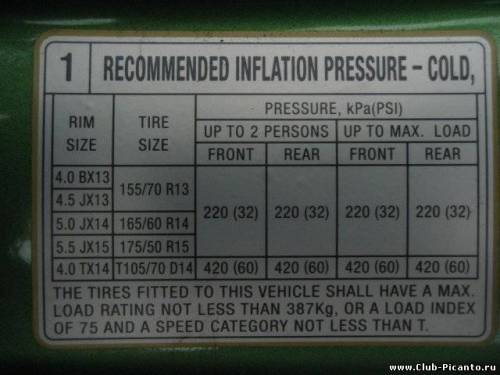 1 RECOMMENDED INFLATION PRESSURE – COLD,
RIM SIZE TIRE SIZE PRESSURE, kPa(PSI)
UP TO 2 PERSONS UP TO MAX. LOAD
FRONT REAR FRONT REAR
4.0 BX13 155/70 R13 220 (32) 220 (32) 220 (32) 220 (32)
4.5 JX13
5.0 JX14 165/60 R14
5.5 JX15 175/50 R15
4.0 TX14 T105/70 D14 420 (60) 420 (60) 420 (60) 420 (60)
THE TIRES FITTED TO THIS VEHICLE SHALL HAVE A MAX.
LOAD RATING NOT LESS THAN 387Kg, OR A LOAD INDEX
OF 75 AND A SPEED CATEGORY NOT LESS THAN T.
www.Club-Picanto.ru